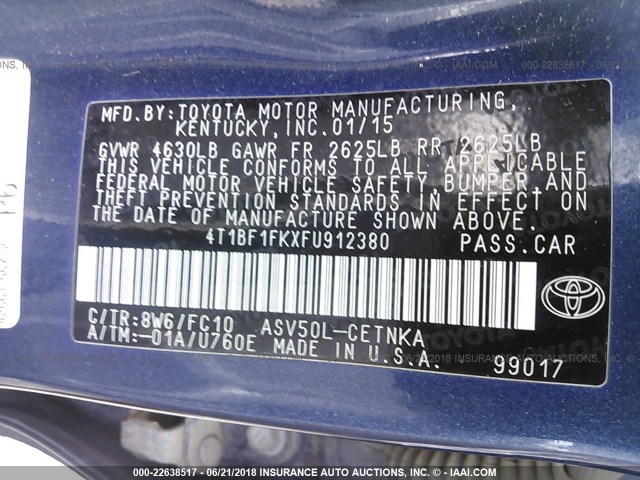 MFD.BY:TOYOTA MOTOR MANUFACTURING,
KENTUCKY,INC.01/15
GVWR 4630LB GAWR FR 2625LB RR 2625LB
THIS VEHICLE CONFORMS TO ALL APPLICABLE
FEDERAL MOTOR VEHICLE SAFETY,BUMPER,AND
THEFT PREVENTION STANDARDS IN EFFECT ON
THE DATE OF MANUFACTURE SHOWN ABOVE.
4T1BF1FKXFU912380 PASS.CAR
C/TR:8W6/FC10 ASV50L-CETNKA
A/TM:-01A/U760E MADE IN U.S.A.
99017
000-22638517 - 06/21/2018 INSURANCE AUTO AUCTIONS, INC. - © - IAAI.COM